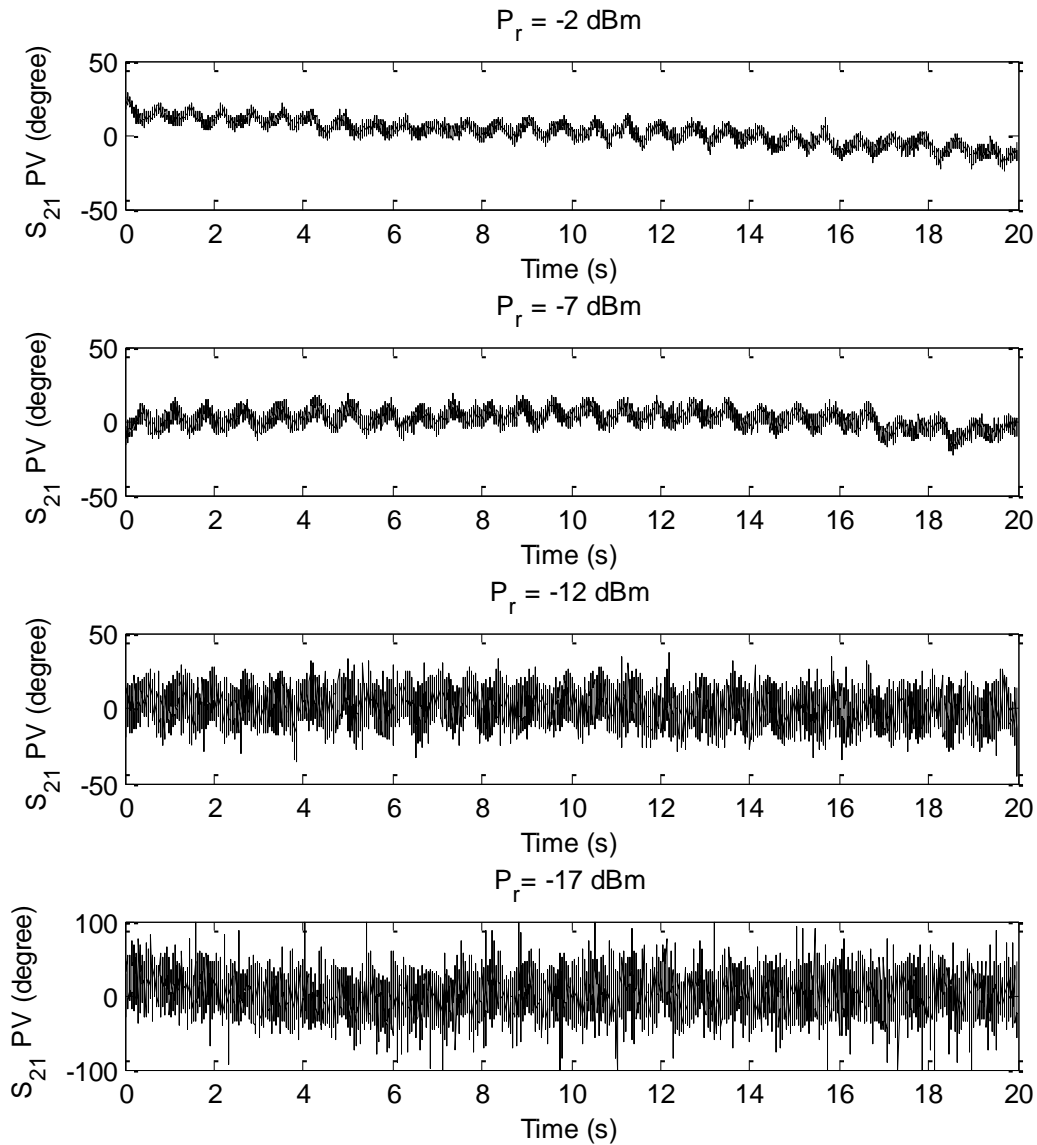 P_r = -2 dBm
S_21 PV (degree)
50
0
-50
0 2 4 6 8 10 12 14 16 18 20
Time (s)
P_r = -7 dBm
S_21 PV (degree)
50
0
-50
0 2 4 6 8 10 12 14 16 18 20
Time (s)
P_r = -12 dBm
S_21 PV (degree)
50
0
-50
0 2 4 6 8 10 12 14 16 18 20
Time (s)
P_r= -17 dBm
S_21 PV (degree)
100
0
-100
0 2 4 6 8 10 12 14 16 18 20
Time (s)